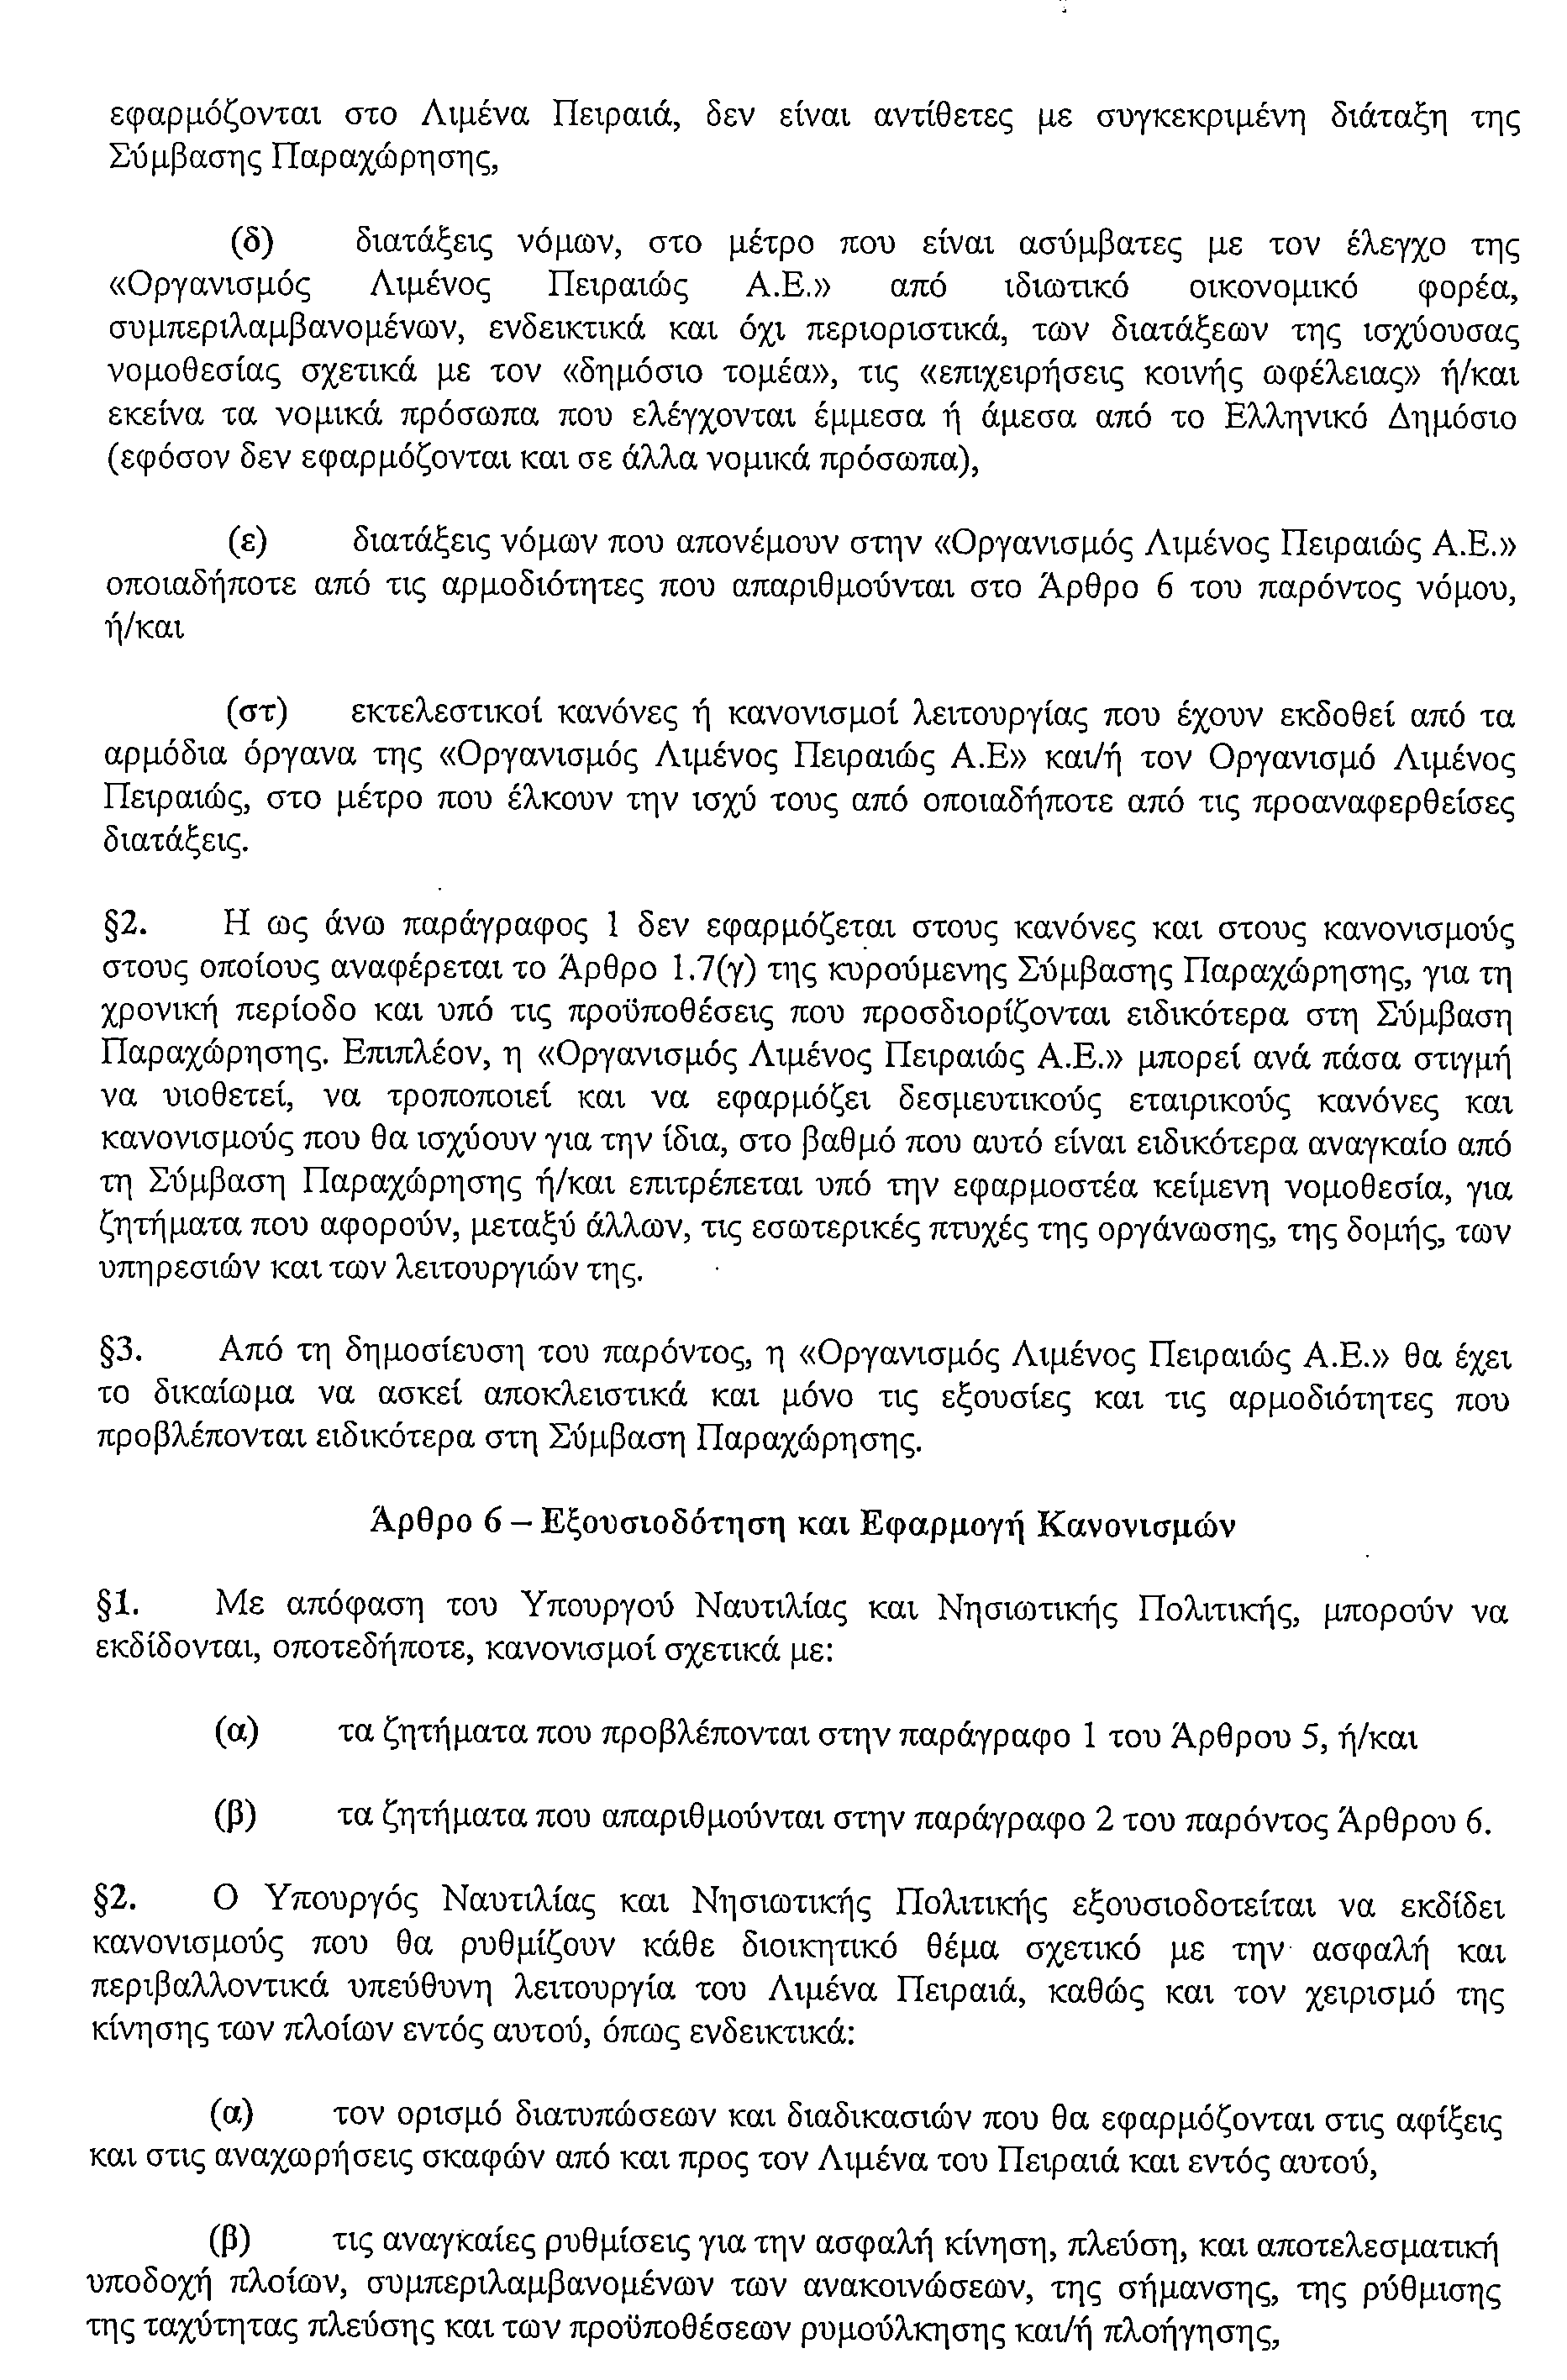 εφαρμόζονται στο Λιμένα Πειραιά, δεν είναι αντίθετες με συγκεκριμένη διάταξη της
Σύμβασης Παραχώρησης,
(δ) διατάξεις νόμων, στο μέτρο που είναι ασύμβατες με τον έλεγχο της
«Οργανισμός Λιμένος Πειραιώς Α.Ε.» από ιδιωτικό οικονομικό φορέα,
συμπεριλαμβανομένων, ενδεικτικά και όχι περιοριστικά, των διατάξεων της ισχύουσας
νομοθεσίας σχετικά με τον «δημόσιο τομέα», τις «επιχειρήσεις κοινής ωφέλειας» ή/και
εκείνα τα νομικά πρόσωπα που ελέγχονται έμμεσα ή άμεσα από το Ελληνικό Δημόσιο
(εφόσον δεν εφαρμόζονται και σε άλλα νομικά πρόσωπα),
(ε) διατάξεις νόμων που απονέμουν στην «Οργανισμός Λιμένος Πειραιώς Α.Ε.»
οποιαδήποτε από τις αρμοδιότητες που απαριθμούνται στο Άρθρο 6 του παρόντος νόμου,
ή/και
(στ) εκτελεστικοί κανόνες ή κανονισμοί λειτουργίας που έχουν εκδοθεί από τα
αρμόδια όργανα της «Οργανισμός Λιμένος Πειραιώς Α.Ε» και/ή τον Οργανισμό Λιμένος
Πειραιώς, στο μέτρο που έλκουν την ισχύ τους από οποιαδήποτε από τις προαναφερθείσες
διατάξεις.
§2. Η ως άνω παράγραφος 1 δεν εφαρμόζεται στους κανόνες και στους κανονισμούς
στους οποίους αναφέρεται το Άρθρο 1.7(γ) της κυρούμενης Σύμβασης Παραχώρησης, για τη
χρονική περίοδο και υπό τις προϋποθέσεις που προσδιορίζονται ειδικότερα στη Σύμβαση
Παραχώρησης. Επιπλέον, η «Οργανισμός Λιμένος Πειραιώς Α.Ε.» μπορεί ανά πάσα στιγμή
να υιοθετεί, να τροποποιεί και να εφαρμόζει δεσμευτικούς εταιρικούς κανόνες και
κανονισμούς που θα ισχύουν για την ίδια, στο βαθμό που αυτό είναι ειδικότερα αναγκαίο από
τη Σύμβαση Παραχώρησης ή/και επιτρέπεται υπό την εφαρμοστέα κείμενη νομοθεσία, για
ζητήματα που αφορούν, μεταξύ άλλων, τις εσωτερικές πτυχές της οργάνωσης, της δομής, των
υπηρεσιών και των λειτουργιών της.
§3. Από τη δημοσίευση του παρόντος, η «Οργανισμός Λιμένος Πειραιώς Α.Ε.» θα έχει
το δικαίωμα να ασκεί αποκλειστικά και μόνο τις εξουσίες και τις αρμοδιότητες που
προβλέπονται ειδικότερα στη Σύμβαση Παραχώρησης.
Άρθρο 6 – Εξουσιοδότηση και Εφαρμογή Κανονισμών
§1. Με απόφαση του Υπουργού Ναυτιλίας και Νησιωτικής Πολιτικής, μπορούν να
εκδίδονται, οποτεδήποτε, κανονισμοί σχετικά με:
(α) τα ζητήματα που προβλέπονται στην παράγραφο 1 του Άρθρου 5, ή/και
(β) τα ζητήματα που απαριθμούνται στην παράγραφο 2 του παρόντος Άρθρου 6.
§2. Ο Υπουργός Ναυτιλίας και Νησιωτικής Πολιτικής εξουσιοδοτείται να εκδίδει
κανονισμούς που θα ρυθμίζουν κάθε διοικητικό θέμα σχετικό με την ασφαλή και
περιβαλλοντικά υπεύθυνη λειτουργία του Λιμένα Πειραιά, καθώς και τον χειρισμό της
κίνησης των πλοίων εντός αυτού, όπως ενδεικτικά:
(α) τον ορισμό διατυπώσεων και διαδικασιών που θα εφαρμόζονται στις αφίξεις
και στις αναχωρήσεις σκαφών από και προς τον Λιμένα του Πειραιά και εντός αυτού,
(β) τις αναγκαίες ρυθμίσεις για την ασφαλή κίνηση, πλεύση, και αποτελεσματική
υποδοχή πλοίων, συμπεριλαμβανομένων των ανακοινώσεων, της σήμανσης, της ρύθμισης
της ταχύτητας πλεύσης και των προϋποθέσεων ρυμούλκησης και/ή πλοήγησης,